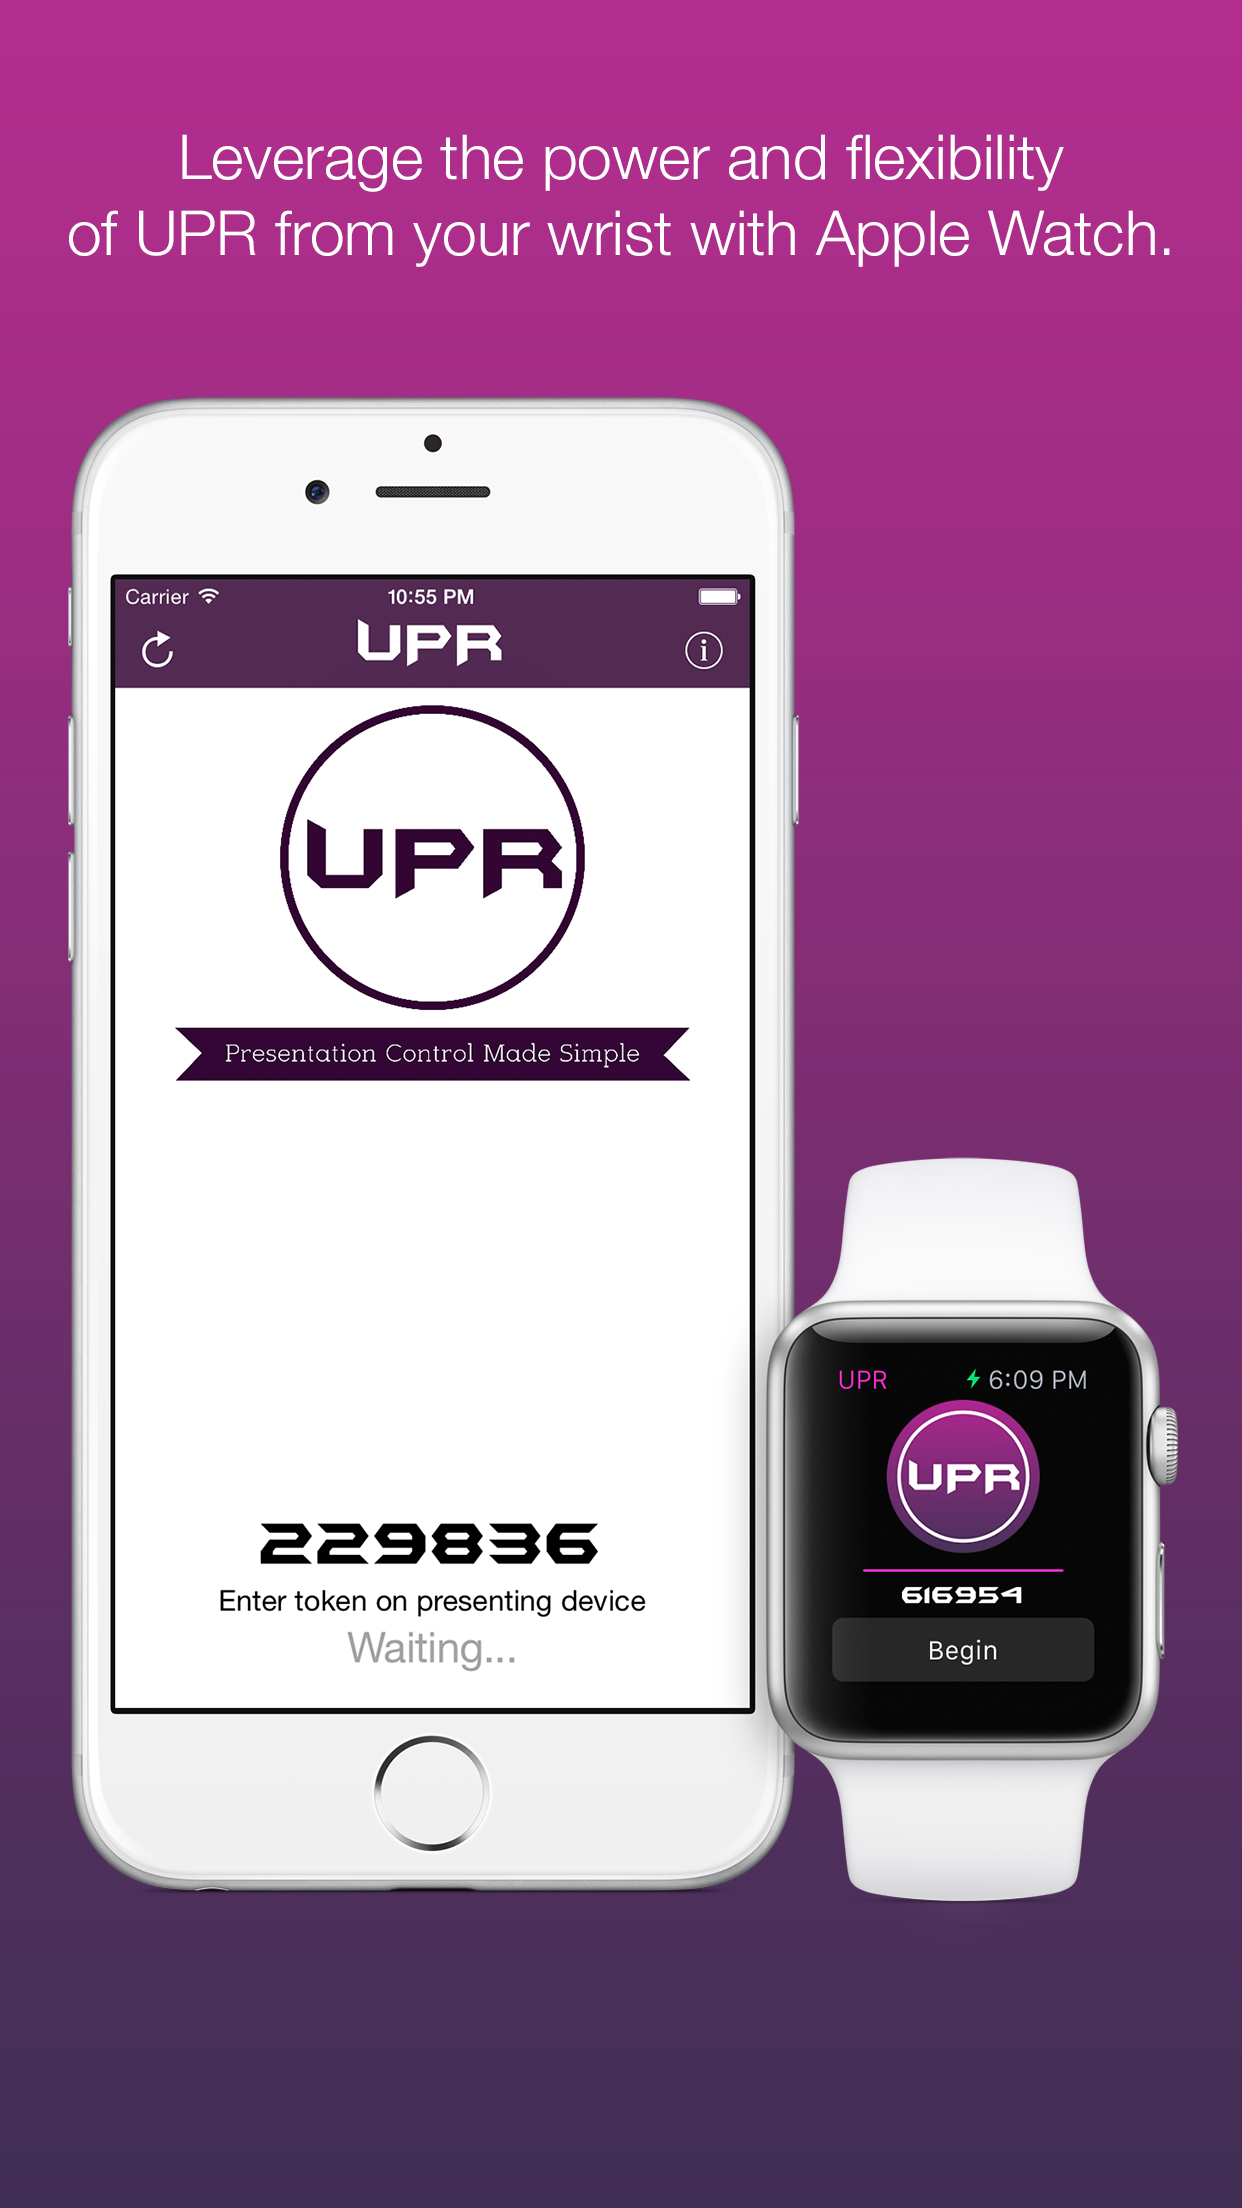 Leverage the power and flexibility
of UPR from your wrist with Apple Watch.
Carrier
10:55 PM
UPR
i
UPR
Presentation Control Made Simple
229836
Enter token on presenting device
Waiting...
UPR
6:09 PM
UPR
616954
Begin